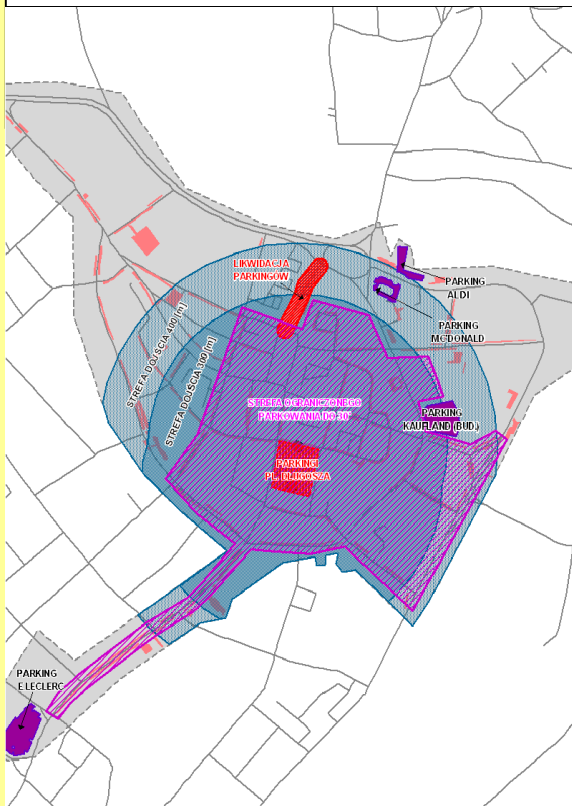 LIKWIDACJA
PARKINGÓW
PARKING
ALDI
PARKING
MCDONALD
STREFA DOJŚCIA 400 [m]
STREFA DOJŚCIA 300 [m]
STREFA OGRANICZONEGO
PARKOWANIA DO 30'
PARKING
KAUFLAND (BUD.)
PARKINGI
PL. DŁUGOSZA
PARKING
E.LECLERC